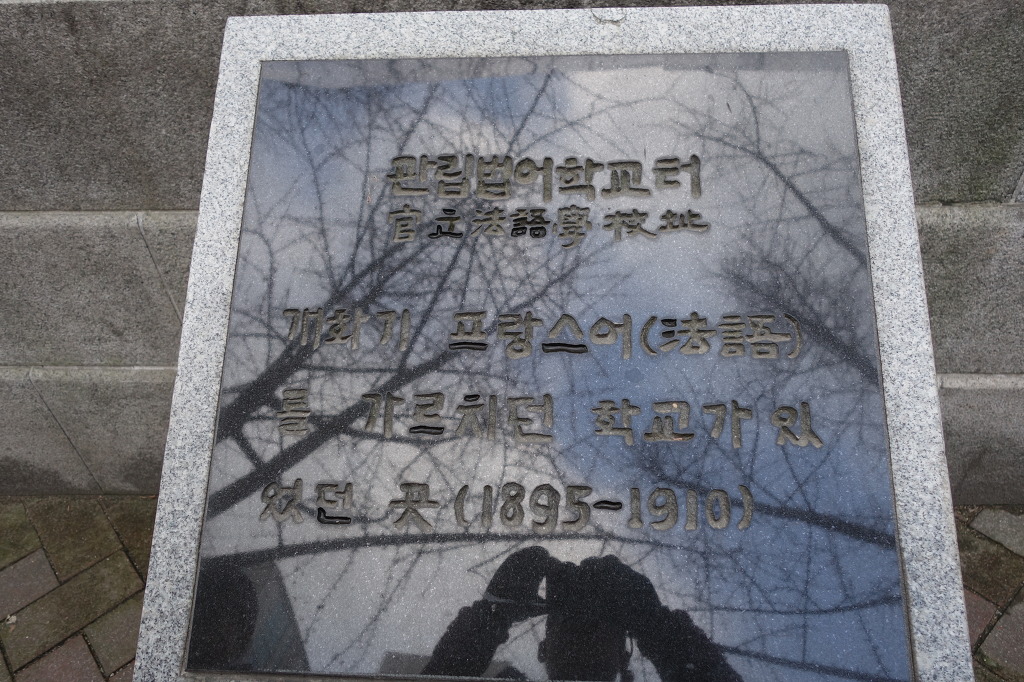 관립법어학교터
官立法語學校址
개화기 프랑스어(法語)
를 가르치던 학교가 있
었던 곳(1895-1910)